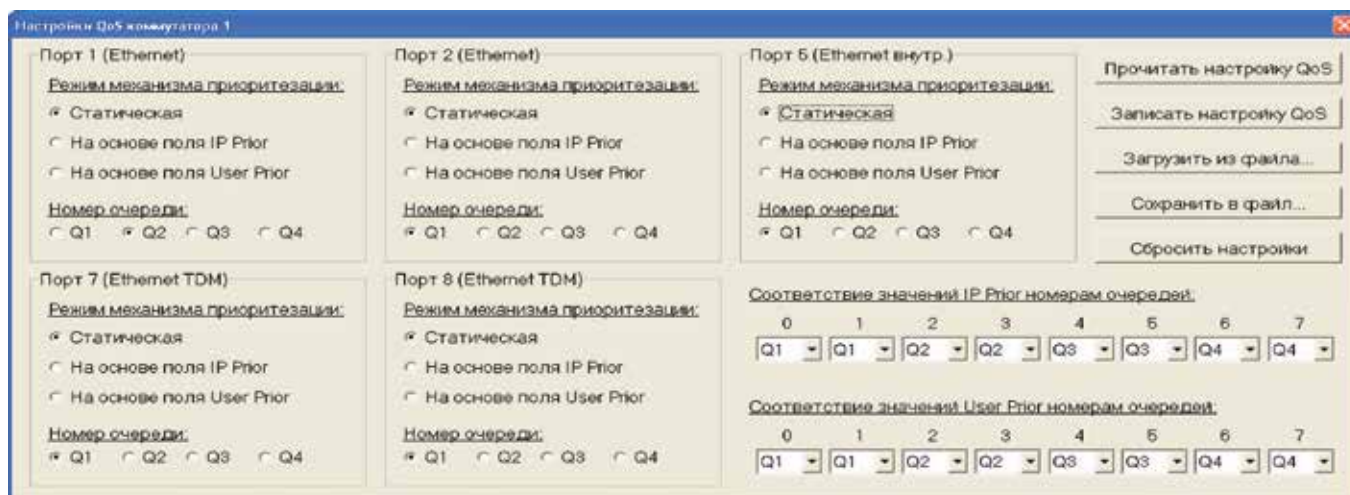 Настройки QoS коммутатора 1
Порт 1 (Ethernet)
Режим механизма приоритезации:
Статическая
На основе поля IP Prior
На основе поля User Prior
Номер очереди:
Q1 Q2 Q3 Q4
Порт 2 (Ethernet)
Режим механизма приоритезации:
Статическая
На основе поля IP Prior
На основе поля User Prior
Номер очереди:
Q1 Q2 Q3 Q4
Порт 5 (Ethernet внутр.)
Режим механизма приоритезации:
Статическая
На основе поля IP Prior
На основе поля User Prior
Номер очереди:
Q1 Q2 Q3 Q4
Прочитать настройку QoS
Записать настройку QoS
Загрузить из файла...
Сохранить в файл...
Сбросить настройки
Порт 7 (Ethernet TDM)
Режим механизма приоритезации:
Статическая
На основе поля IP Prior
На основе поля User Prior
Номер очереди:
Q1 Q2 Q3 Q4
Порт 8 (Ethernet TDM)
Режим механизма приоритезации:
Статическая
На основе поля IP Prior
На основе поля User Prior
Номер очереди:
Q1 Q2 Q3 Q4
Соответствие значений IP Prior номерам очередей:
0 1 2 3 4 5 6 7
Q1 Q1 Q2 Q2 Q3 Q3 Q4 Q4
Соответствие значений User Prior номерам очередей:
0 1 2 3 4 5 6 7
Q1 Q1 Q2 Q2 Q3 Q3 Q4 Q4